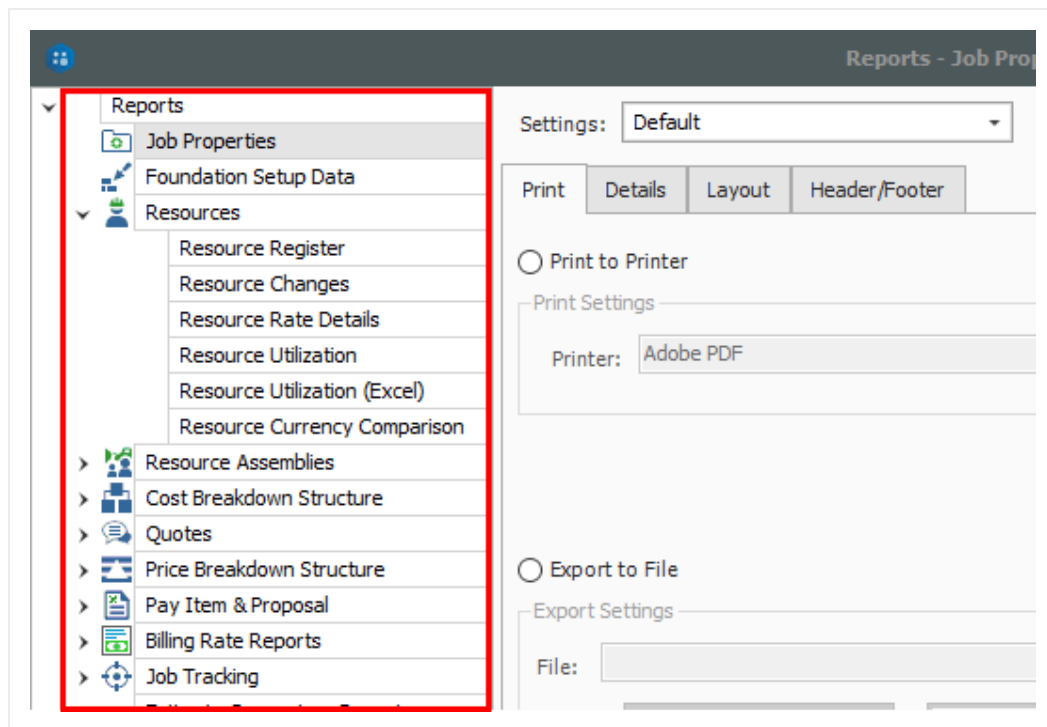 Reports - Job Prop
Reports
Job Properties
Foundation Setup Data
Resources
Resource Register
Resource Changes
Resource Rate Details
Resource Utilization
Resource Utilization (Excel)
Resource Currency Comparison
Resource Assemblies
Cost Breakdown Structure
Quotes
Price Breakdown Structure
Pay Item & Proposal
Billing Rate Reports
Job Tracking
Settings: Default
Print Details Layout Header/Footer
Print to Printer
Print Settings
Printer: Adobe PDF
Export to File
Export Settings
File: